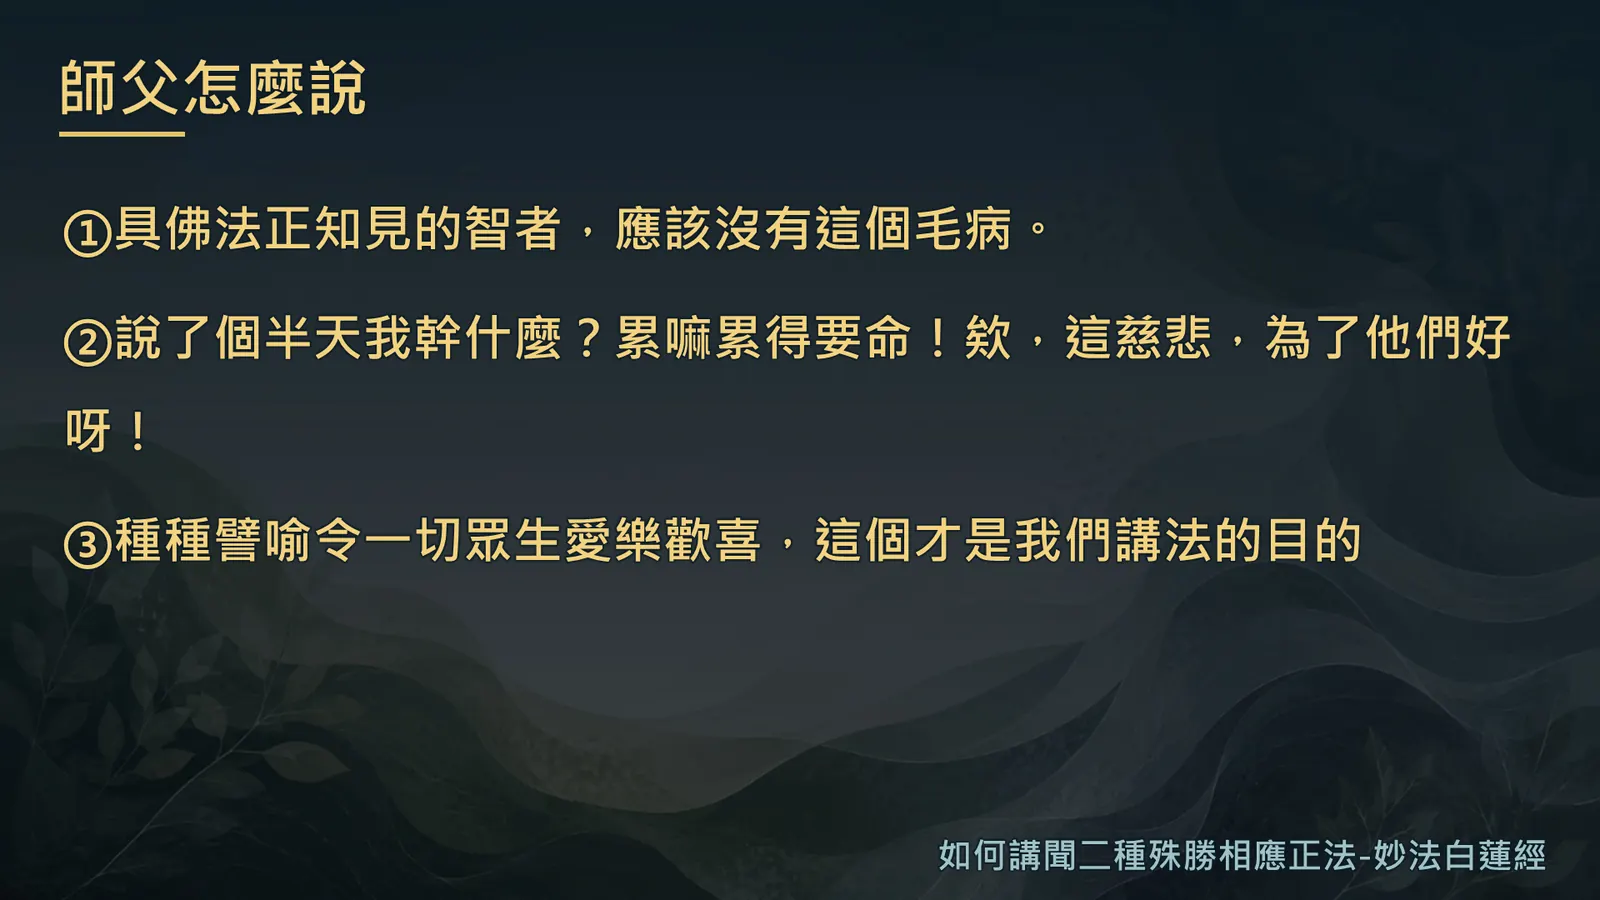 師父怎麼說
①具佛法正知見的智者，應該沒有這個毛病。
②說了個半天我幹什麼？累嘛累得要命！欸，這慈悲，為了他們好
呀！
③種種譬喻令一切眾生愛樂歡喜，這個才是我們講法的目的
如何講聞二種殊勝相應正法-妙法白蓮經